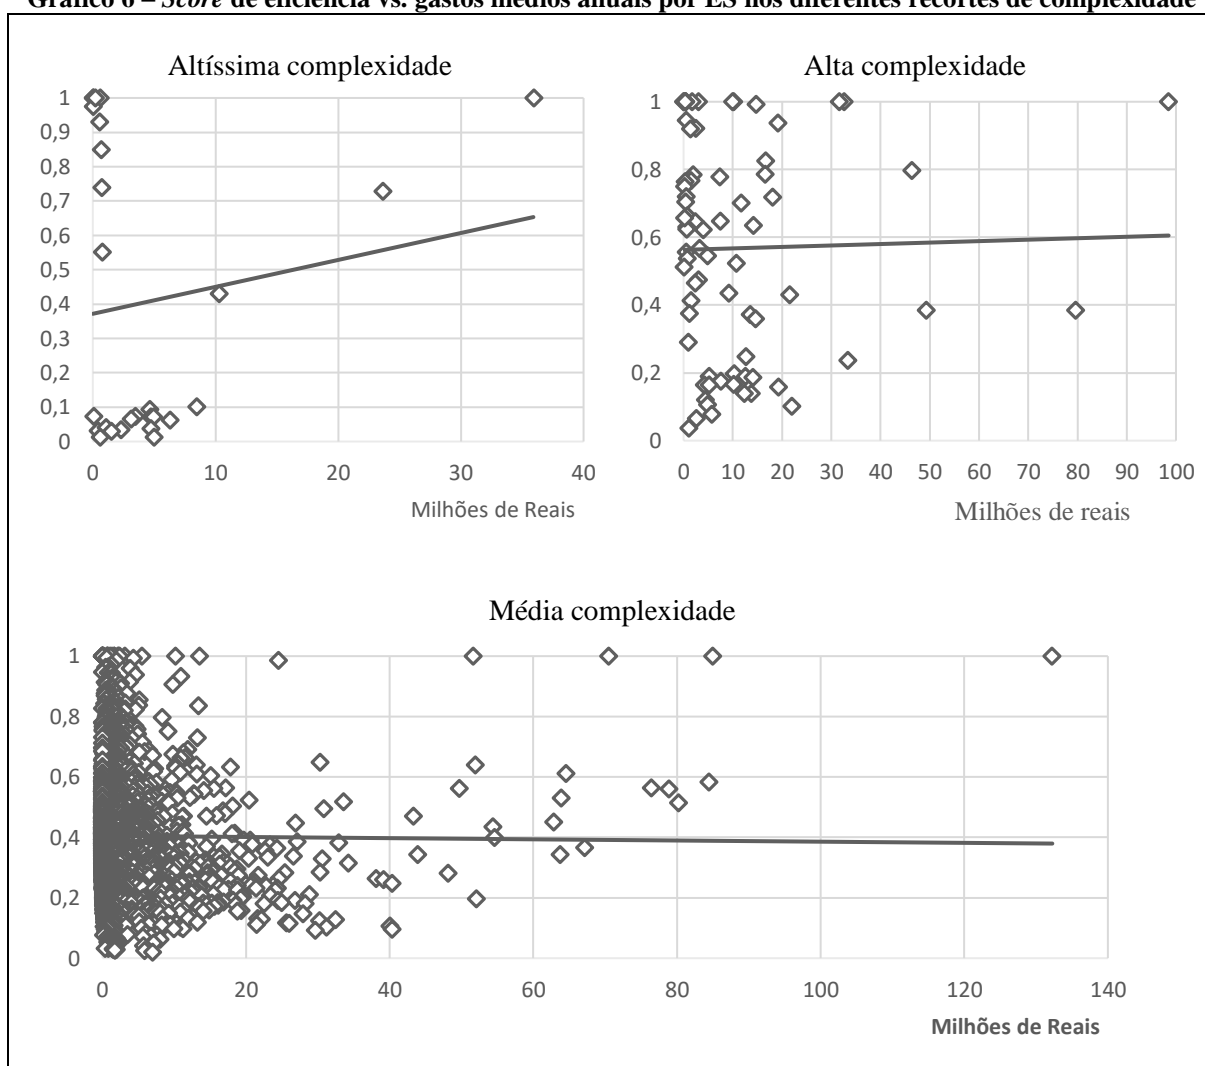 Gráfico 6 – Score de eficiência vs. gastos médios anuais por ES nos diferentes recortes de complexidade
Altíssima complexidade
1
0,9
0,8
0,7
0,6
0,5
0,4
0,3
0,2
0,1
0
0 10 20 30 40
Milhões de Reais
Alta complexidade
1
0,8
0,6
0,4
0,2
0
0 10 20 30 40 50 60 70 80 90 100
Milhões de reais
Média complexidade
1
0,8
0,6
0,4
0,2
0
0 20 40 60 80 100 120 140
Milhões de Reais